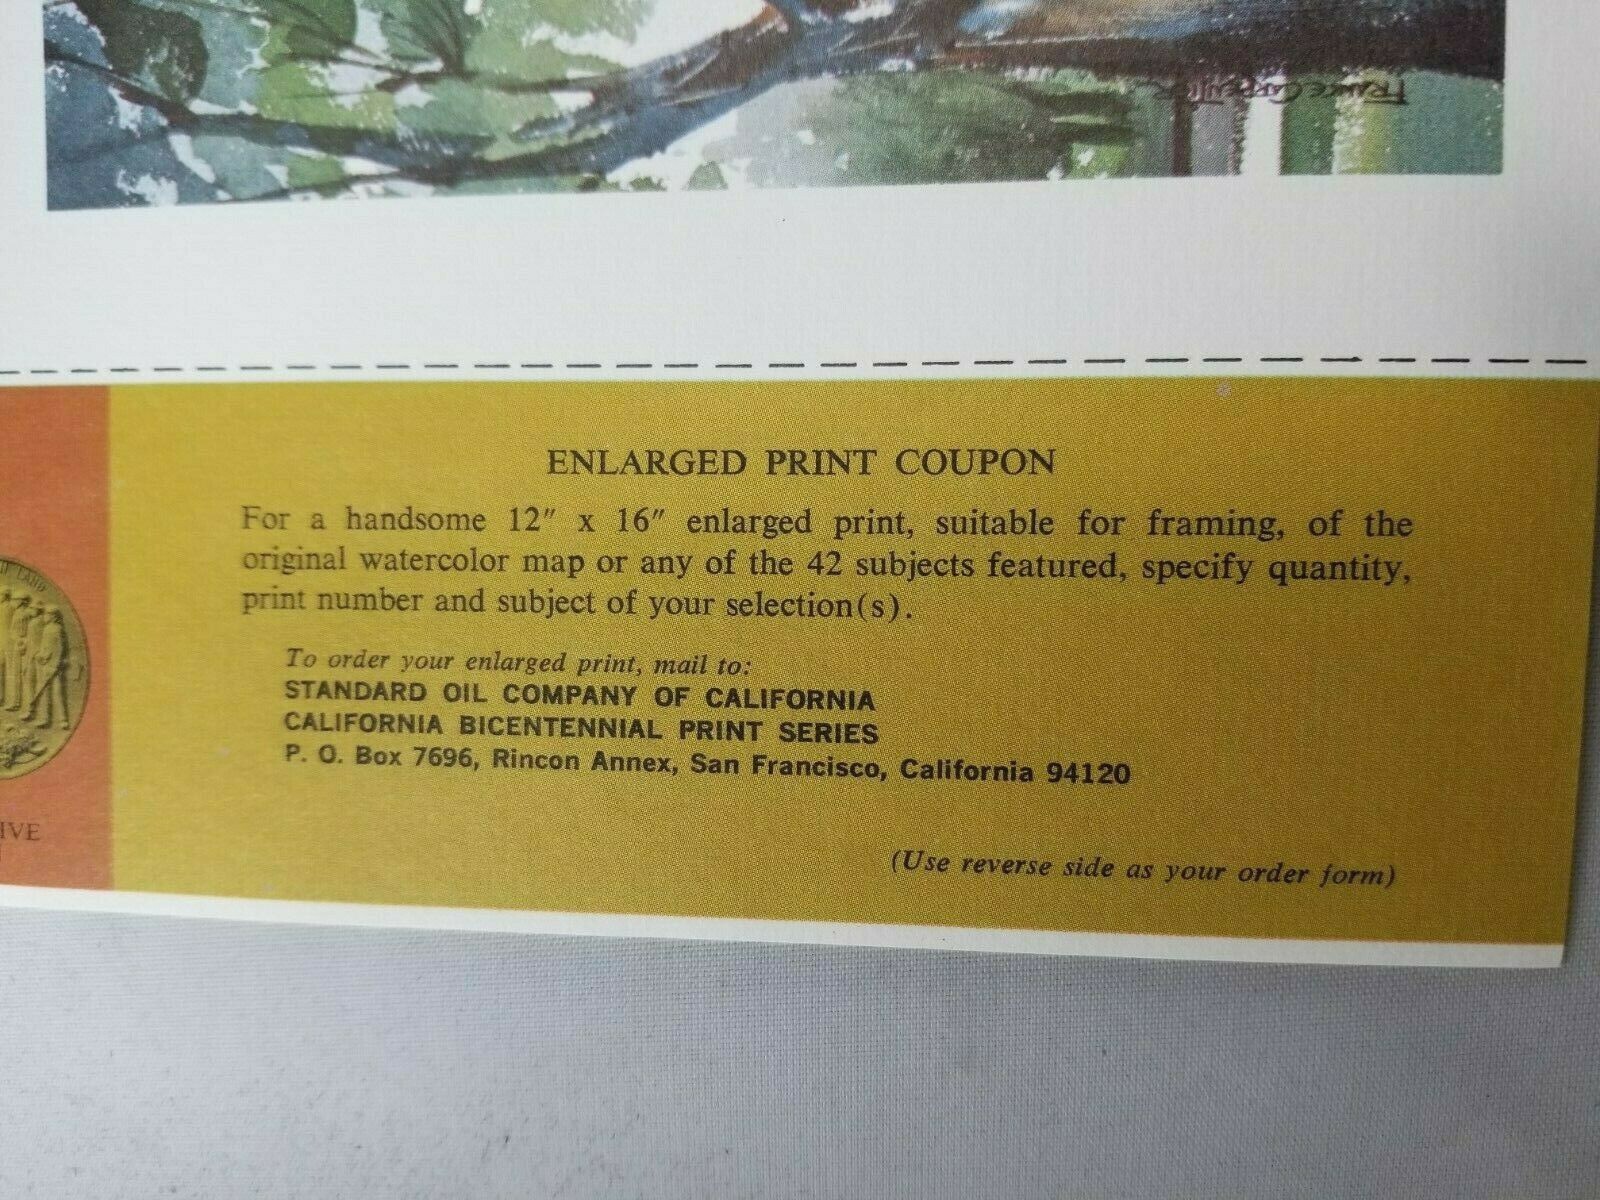 FRANKE CARPENTER
ENLARGED PRINT COUPON
For a handsome 12" x 16" enlarged print, suitable for framing, of the
original watercolor map or any of the 42 subjects featured, specify quantity,
print number and subject of your selection(s).
To order your enlarged print, mail to:
STANDARD OIL COMPANY OF CALIFORNIA
CALIFORNIA BICENTENNIAL PRINT SERIES
P. O. Box 7696, Rincon Annex, San Francisco, California 94120
IVE
(Use reverse side as your order form)